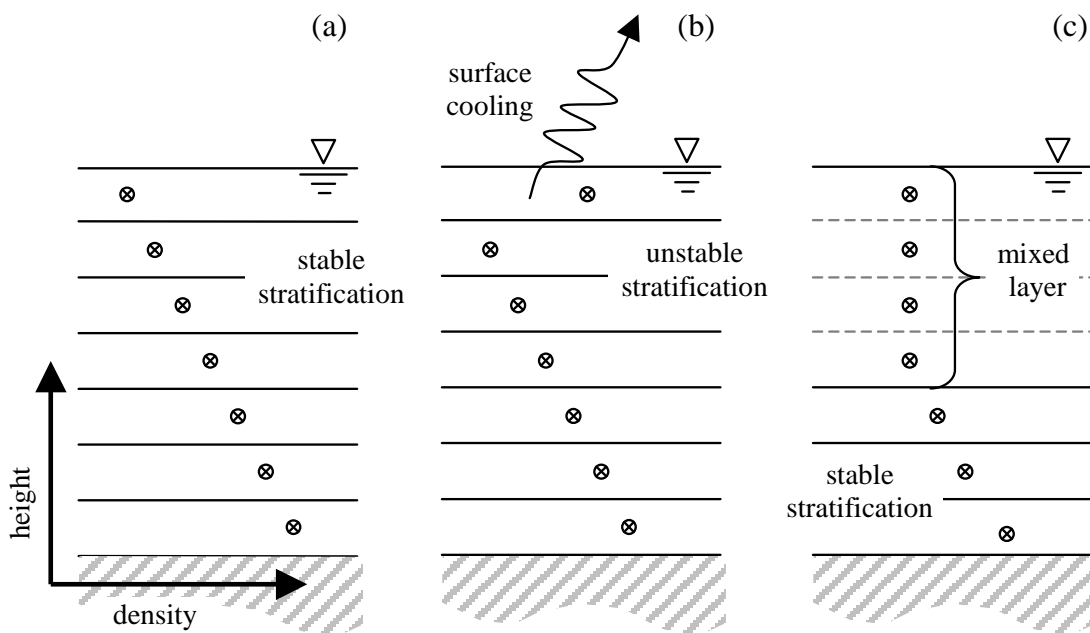 (a)
(b)
(c)
surface
cooling
stable
stratification
unstable
stratification
mixed
layer
height
stable
stratification
density